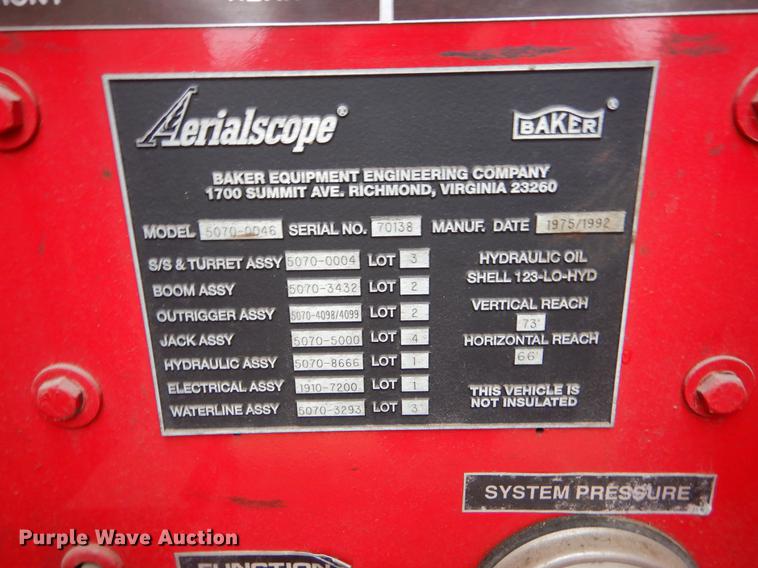 Aerialscope®
BAKER®
BAKER EQUIPMENT ENGINEERING COMPANY
1700 SUMMIT AVE. RICHMOND, VIRGINIA 23260
MODEL 5070-0046 SERIAL NO. 70138 MANUF. DATE 1975/1992
S/S & TURRET ASSY 5070-0004 LOT 3
BOOM ASSY 5070-3432 LOT 2
OUTRIGGER ASSY 5070-4098/4099 LOT 2
JACK ASSY 5070-5000 LOT 4
HYDRAULIC ASSY 5070-8666 LOT 1
ELECTRICAL ASSY 1910-7200 LOT 1
WATERLINE ASSY 5070-3293 LOT 3
HYDRAULIC OIL
SHELL 123-LO-HYD
VERTICAL REACH
73'
HORIZONTAL REACH
66'
THIS VEHICLE IS
NOT INSULATED
SYSTEM PRESSURE
FUNCTION
Purple Wave Auction